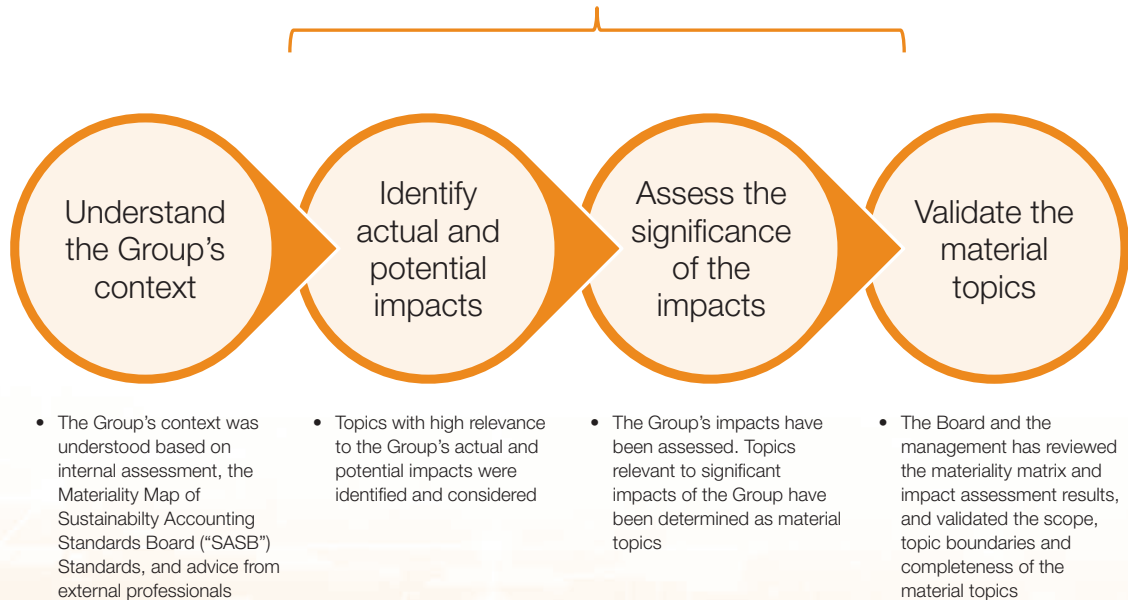 Understand
the Group's
context
Identify
actual and
potential
impacts
Assess the
significance
of the
impacts
Validate the
material
topics
• The Group's context was
understood based on
internal assessment, the
Materiality Map of
Sustainabilty Accounting
Standards Board (“SASB”)
Standards, and advice from
external professionals
• Topics with high relevance
to the Group's actual and
potential impacts were
identified and considered
• The Group's impacts have
been assessed. Topics
relevant to significant
impacts of the Group have
been determined as material
topics
• The Board and the
management has reviewed
the materiality matrix and
impact assessment results,
and validated the scope,
topic boundaries and
completeness of the
material topics